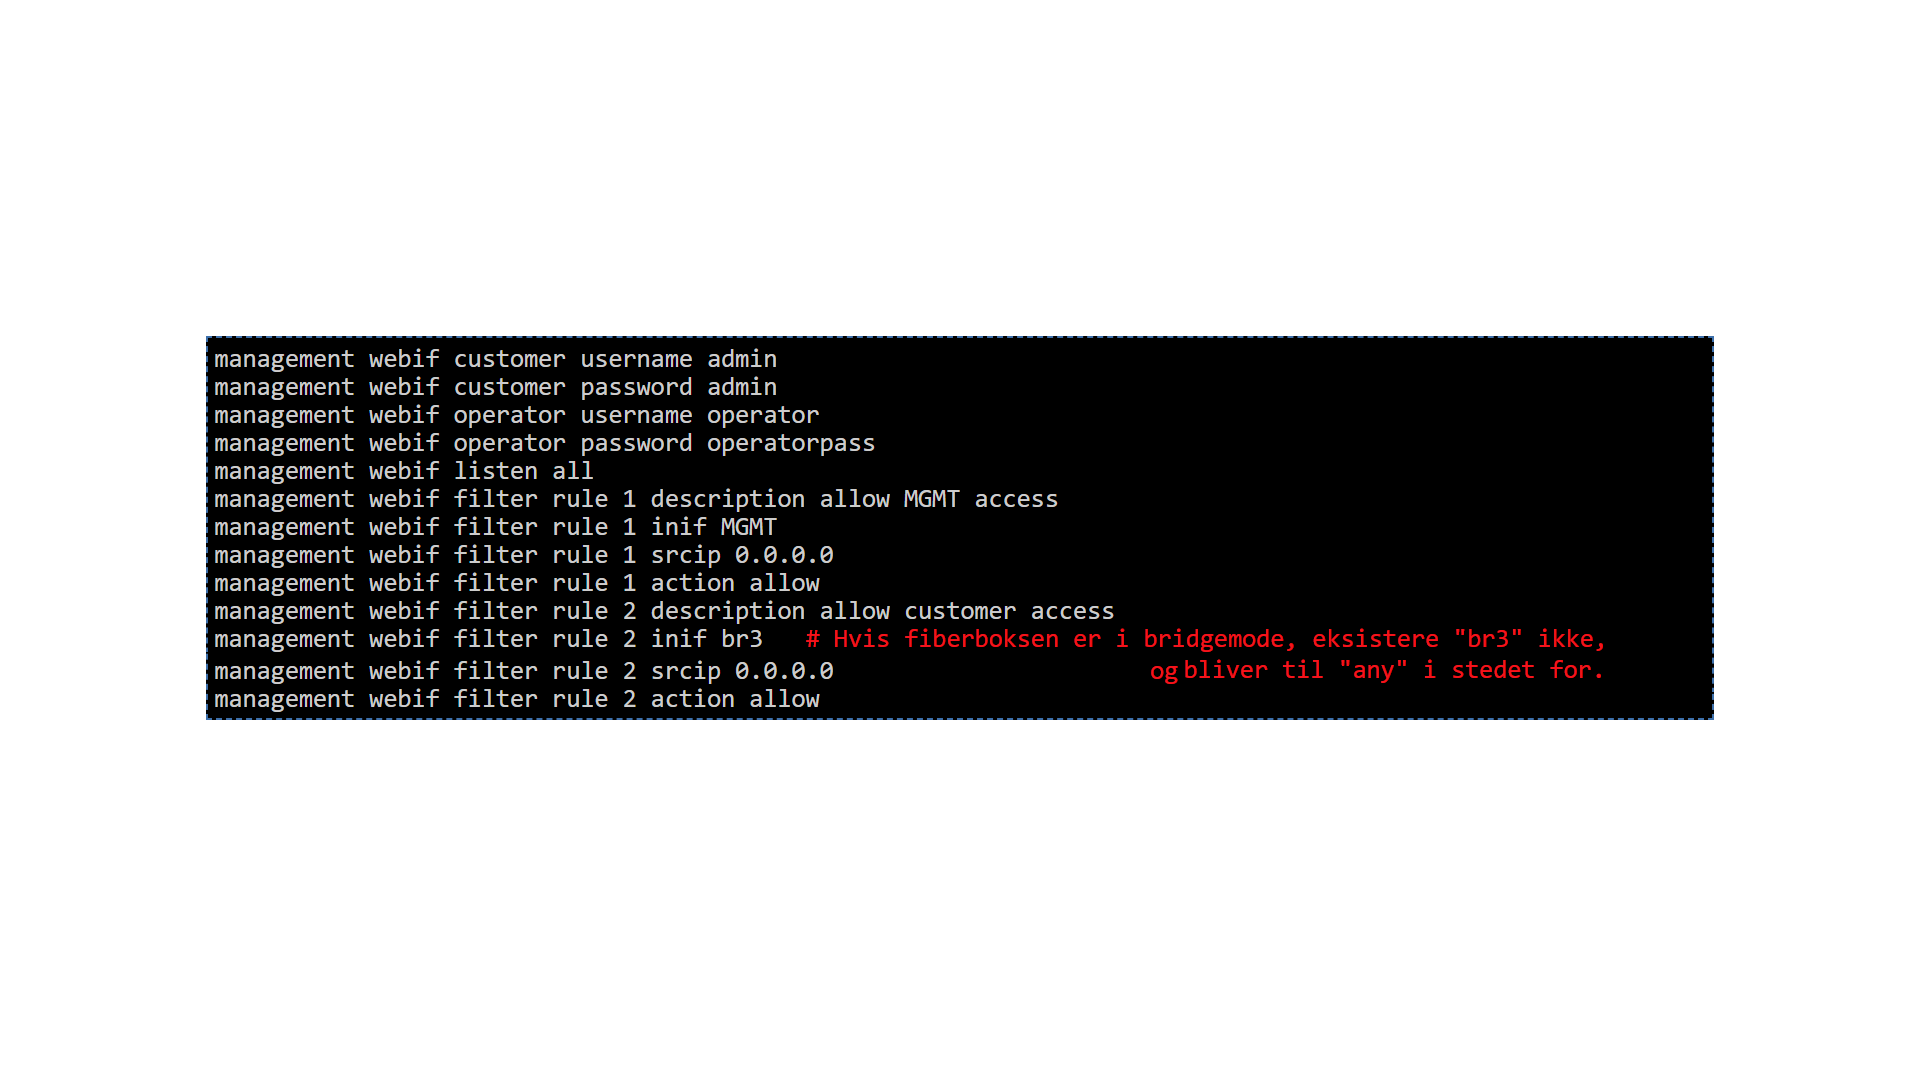 management webif customer username admin
management webif customer password admin
management webif operator username operator
management webif operator password operatorpass
management webif listen all
management webif filter rule 1 description allow MGMT access
management webif filter rule 1 inif MGMT
management webif filter rule 1 srcip 0.0.0.0
management webif filter rule 1 action allow
management webif filter rule 2 description allow customer access
management webif filter rule 2 inif br3 # Hvis fiberboksen er i bridgemode, eksistere "br3" ikke,
management webif filter rule 2 srcip 0.0.0.0 og bliver til "any" i stedet for.
management webif filter rule 2 action allow